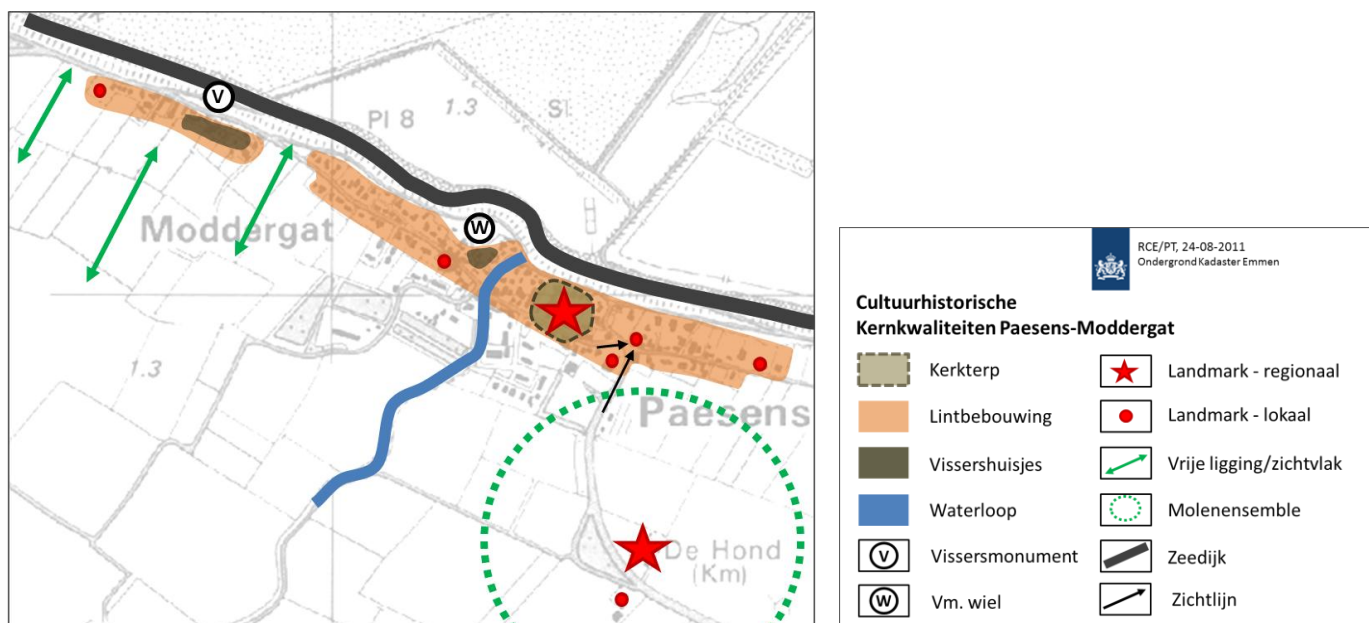 V
Pl 8
1.3
Sl
Moddergat
W
1.3
Paesens
De Hond
(Km)
RCE/PT, 24-08-2011
Ondergrond Kadaster Emmen
Cultuurhistorische
Kernkwaliteiten Paesens-Moddergat
Kerkterp
Landmark - regionaal
Lintbebouwing
Landmark - lokaal
Vissershuisjes
Vrije ligging/zichtvlak
Waterloop
Molenensemble
V
Vissersmonument
Zeedijk
W
Vm. wiel
Zichtlijn